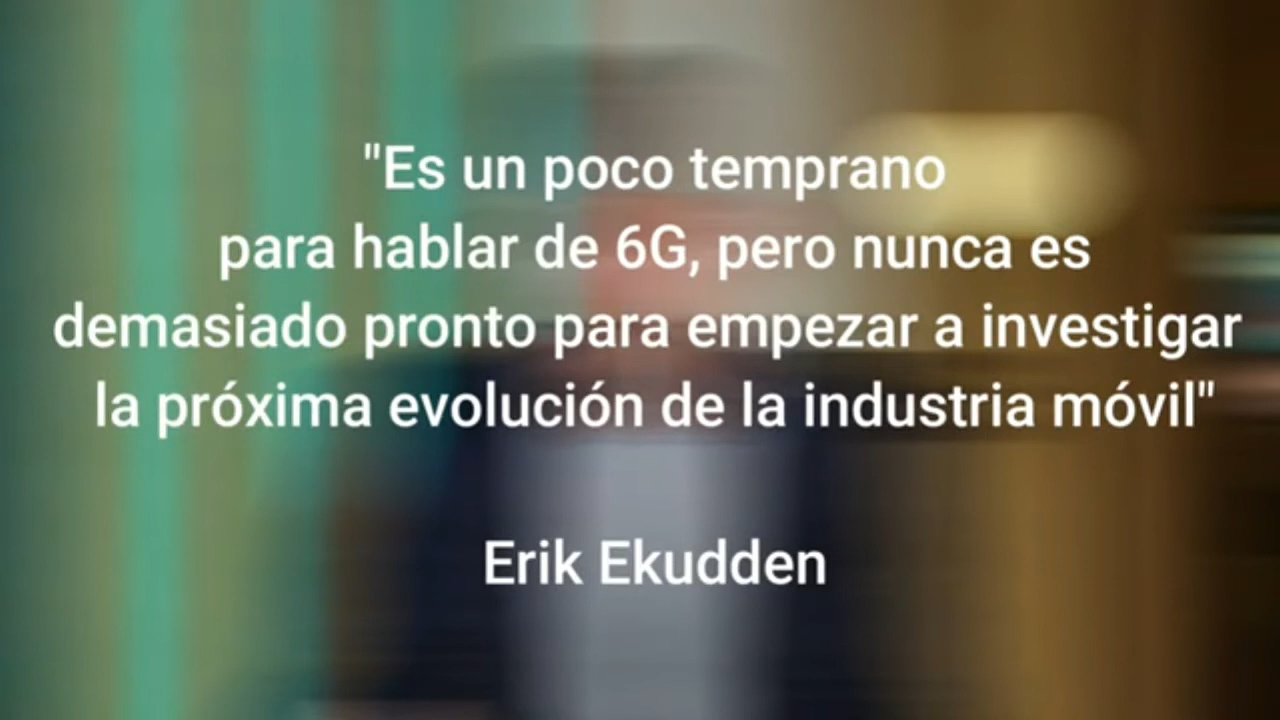 "Es un poco temprano
para hablar de 6G, pero nunca es
demasiado pronto para empezar a investigar
la próxima evolución de la industria móvil"
Erik Ekudden